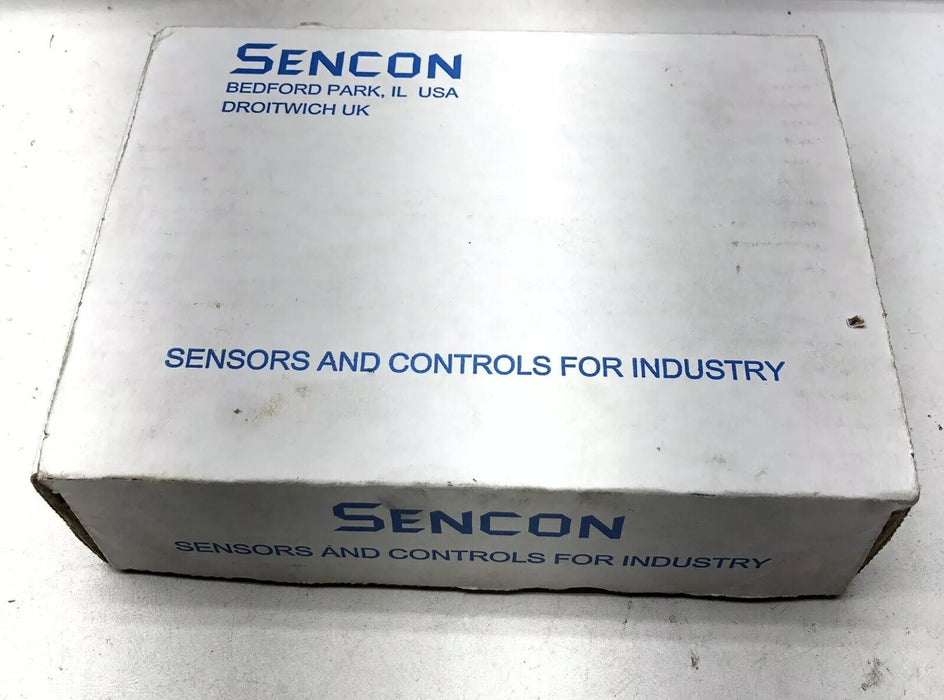 SENCON
BEDFORD PARK, IL USA
DROITWICH UK
SENSORS AND CONTROLS FOR INDUSTRY
SENCON
SENSORS AND CONTROLS FOR INDUSTRY